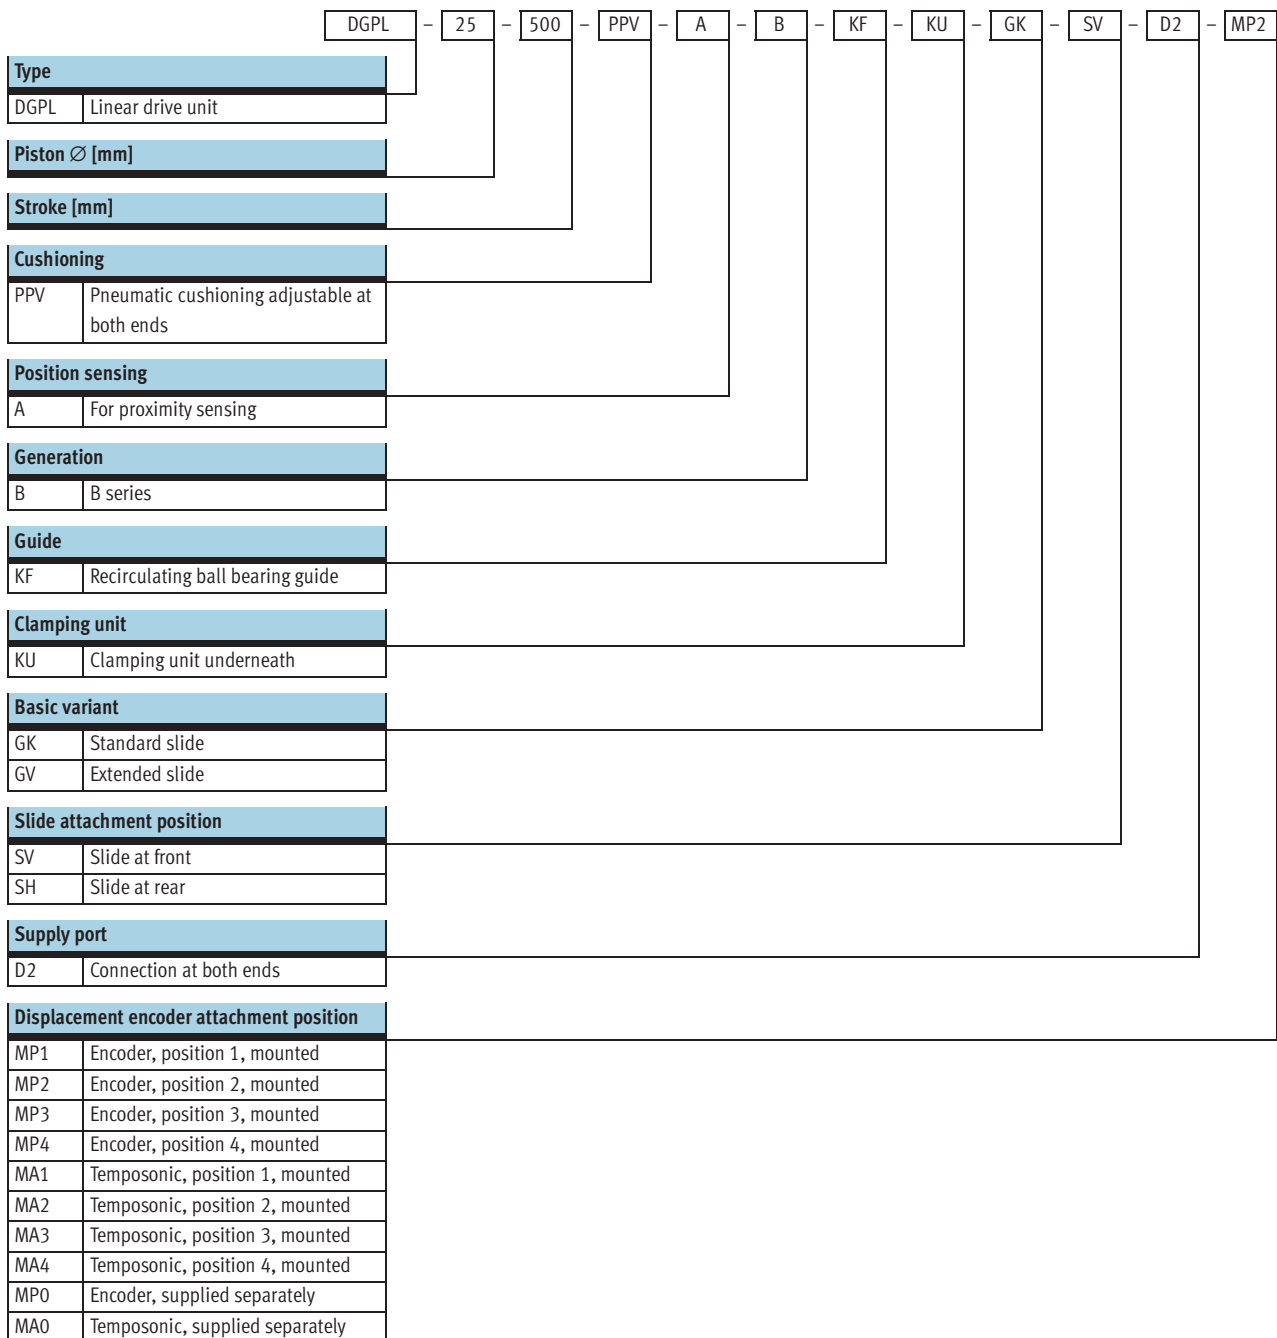 DGPL – 25 – 500 – PPV – A – B – KF – KU – GK – SV – D2 – MP2
Type
DGPL Linear drive unit
Piston ∅ [mm]
Stroke [mm]
Cushioning
PPV Pneumatic cushioning adjustable at
both ends
Position sensing
A For proximity sensing
Generation
B B series
Guide
KF Recirculating ball bearing guide
Clamping unit
KU Clamping unit underneath
Basic variant
GK Standard slide
GV Extended slide
Slide attachment position
SV Slide at front
SH Slide at rear
Supply port
D2 Connection at both ends
Displacement encoder attachment position
MP1 Encoder, position 1, mounted
MP2 Encoder, position 2, mounted
MP3 Encoder, position 3, mounted
MP4 Encoder, position 4, mounted
MA1 Temposonic, position 1, mounted
MA2 Temposonic, position 2, mounted
MA3 Temposonic, position 3, mounted
MA4 Temposonic, position 4, mounted
MP0 Encoder, supplied separately
MA0 Temposonic, supplied separately